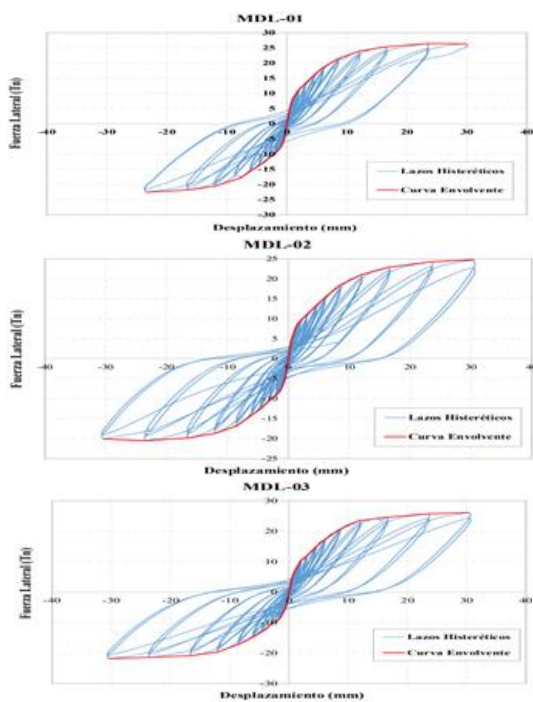 MDL-01
Fuerza Lateral (Tn)
30
25
20
15
10
5
0
-5
-10
-15
-20
-25
-30
-40 -30 -20 -10 0 10 20 30 40
Lazos Histeréticos
Curva Envolvente
Desplazamiento (mm)
MDL-02
Fuerza Lateral (Tn)
25
20
15
10
5
0
-5
-10
-15
-20
-25
-40 -30 -20 -10 0 10 20 30 40
Lazos Histeréticos
Curva Envolvente
Desplazamiento (mm)
MDL-03
Fuerza Lateral (Tn)
30
20
10
0
-10
-20
-30
-40 -30 -20 -10 0 10 20 30 40
Lazos Histeréticos
Curva Envolvente
Desplazamiento (mm)